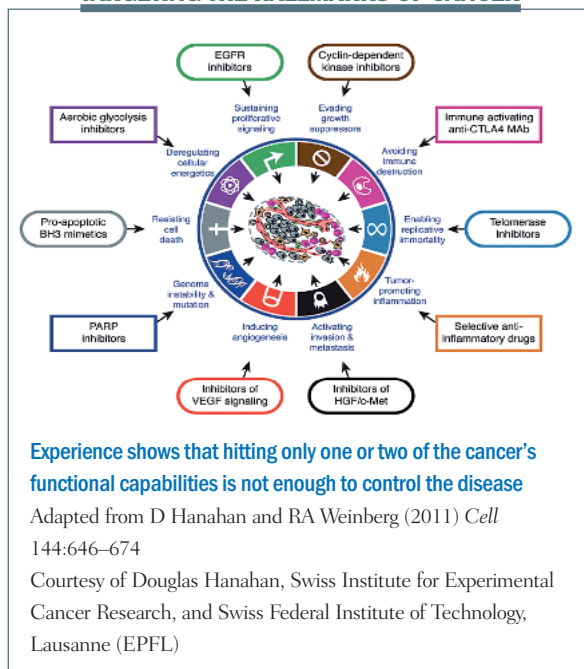 TARGETING THE HALLMARKS OF CANCER
EGFR
inhibitors
Cyclin-dependent
kinase inhibitors
Sustaining
proliferative
signaling
Evading
growth
suppressors
Aerobic glycolysis
inhibitors
Immune activating
anti-CTLA4 MAb
Deregulating
cellular
energetics
Avoiding
immune
destruction
Pro-apoptotic
BH3 mimetics
Resisting
cell
death
Enabling
replicative
immortality
Telomerase
Inhibitors
Genome
instability &
mutation
Tumor-
promoting
inflammation
PARP
inhibitors
Inducing
angiogenesis
Activating
invasion &
metastasis
Selective anti-
inflammatory drugs
Inhibitors of
VEGF signaling
Inhibitors of
HGF/c-Met
Experience shows that hitting only one or two of the cancer's
functional capabilities is not enough to control the disease
Adapted from D Hanahan and RA Weinberg (2011) Cell
144:646–674
Courtesy of Douglas Hanahan, Swiss Institute for Experimental
Cancer Research, and Swiss Federal Institute of Technology,
Lausanne (EPFL)